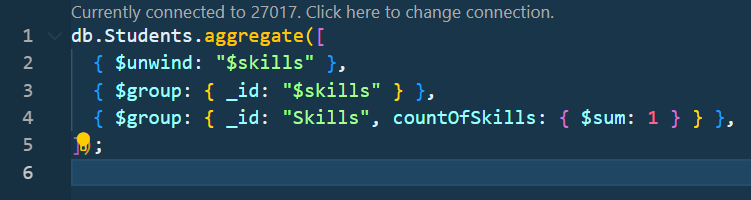 Currently connected to 27017. Click here to change connection.
1 db.Students.aggregate([
2 { $unwind: "$skills" },
3 { $group: { _id: "$skills" } },
4 { $group: { _id: "Skills", countOfSkills: { $sum: 1 } } },
5 ]);
6